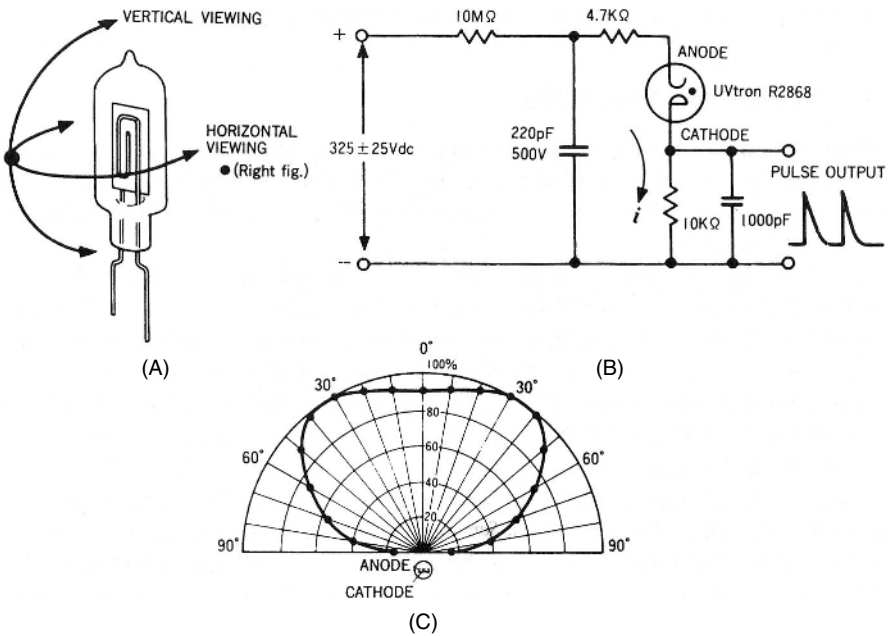 VERTICAL VIEWING
HORIZONTAL
VIEWING
● (Right fig.)
(A)
+
10MΩ
4.7KΩ
ANODE
UVtron R2868
CATHODE
325±25Vdc
220pF
500V
i
10KΩ
1000pF
PULSE OUTPUT
−
(B)
0°
100%
30°
30°
80
60°
60
60°
40
20
90°
90°
ANODE
CATHODE
(C)